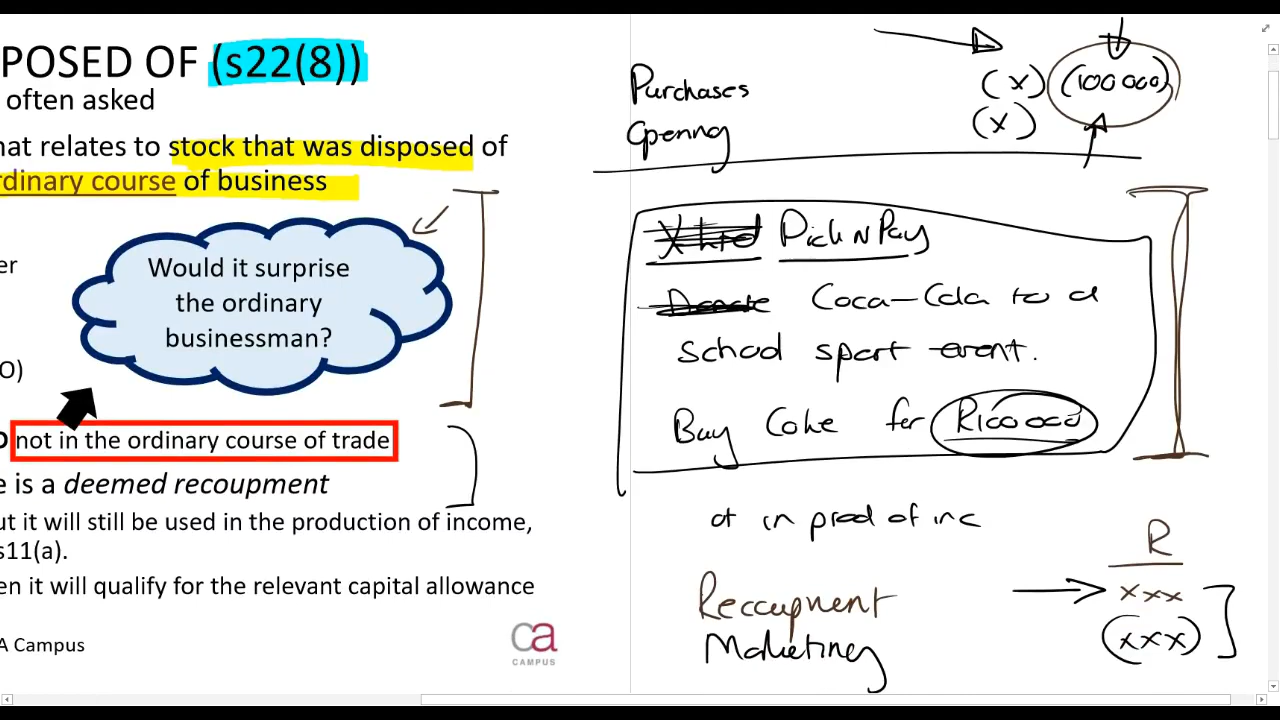 POSED OF (s22(8))
often asked
hat relates to stock that was disposed of
rdinary course of business
er
Would it surprise
the ordinary
businessman?
O)
not in the ordinary course of trade
e is a deemed recoupment
ut it will still be used in the production of income,
s11(a).
en it will qualify for the relevant capital allowance
A Campus
ca
CAMPUS
Purchases (x) (100 000)
Opening (x)
Pick n Pay
Donate Coca-Cola to a
school sport event.
Buy Coke for R100 000
in prod of inc
R
Recoupment xxx
Marketing (xxx)